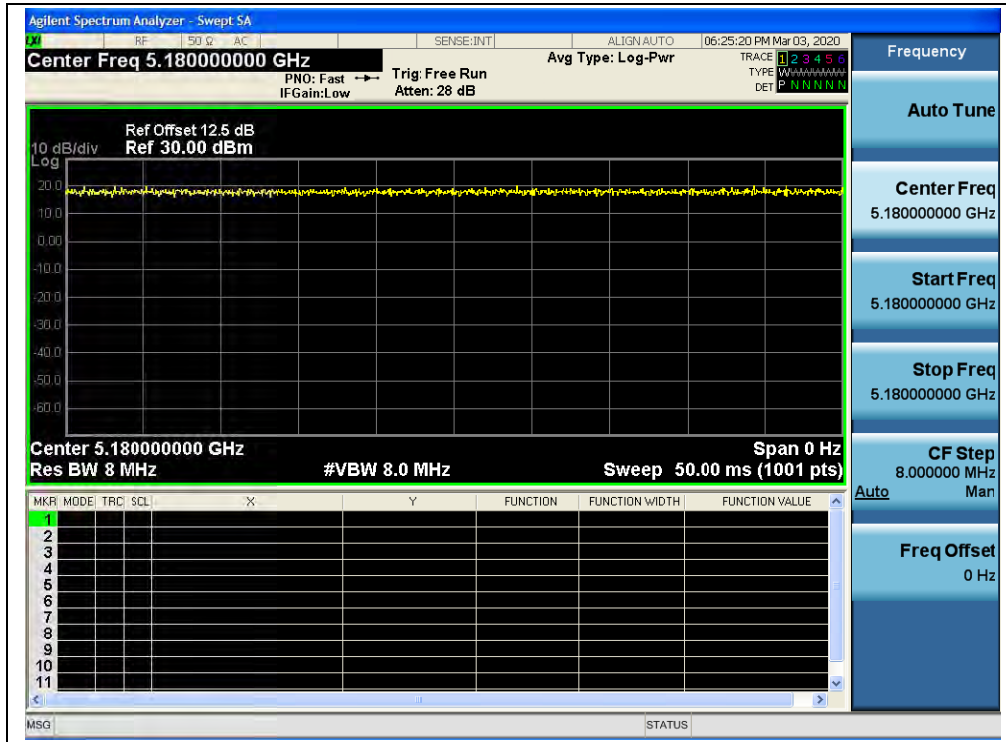 Agilent Spectrum Analyzer - Swept SA
LXI RF 50 Ω AC SENSE:INT ALIGN AUTO 06:25:20 PM Mar 03, 2020
Center Freq 5.180000000 GHz
PNO: Fast
IFGain:Low
Trig: Free Run
Atten: 28 dB
Avg Type: Log-Pwr
TRACE 1 2 3 4 5 6
TYPE WWWWWW
DET P N N N N N
Ref Offset 12.5 dB
10 dB/div Ref 30.00 dBm
Log
20.0
10.0
0.00
-10.0
-20.0
-30.0
-40.0
-50.0
-60.0
Center 5.180000000 GHz Span 0 Hz
Res BW 8 MHz #VBW 8.0 MHz Sweep 50.00 ms (1001 pts)
MKR MODE TRC SCL X Y FUNCTION FUNCTION WIDTH FUNCTION VALUE
1
2
3
4
5
6
7
8
9
10
11
MSG STATUS
Frequency
Auto Tune
Center Freq
5.180000000 GHz
Start Freq
5.180000000 GHz
Stop Freq
5.180000000 GHz
CF Step
8.000000 MHz
Auto Man
Freq Offset
0 Hz